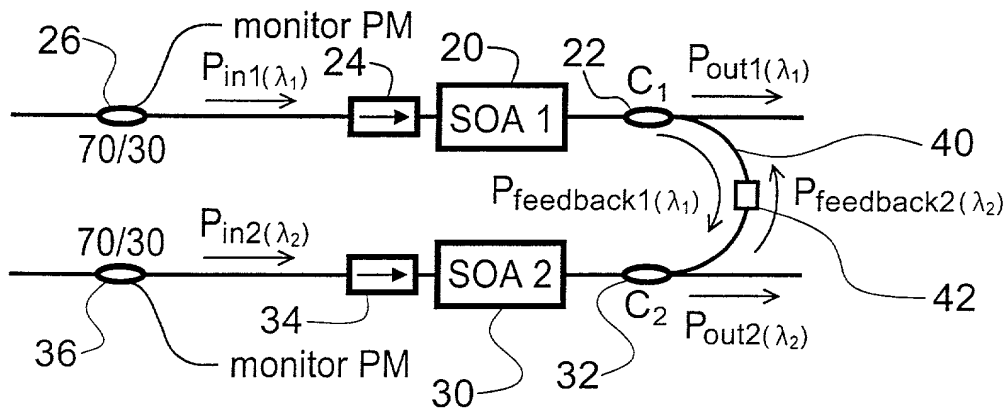 monitor PM
26
Pin1(λ1)
24
20
22
C1
Pout1(λ1)
SOA 1
70/30
40
Pfeedback1(λ1)
Pfeedback2(λ2)
70/30
Pin2(λ2)
SOA 2
C2
42
Pout2(λ2)
36
monitor PM
34
30
32